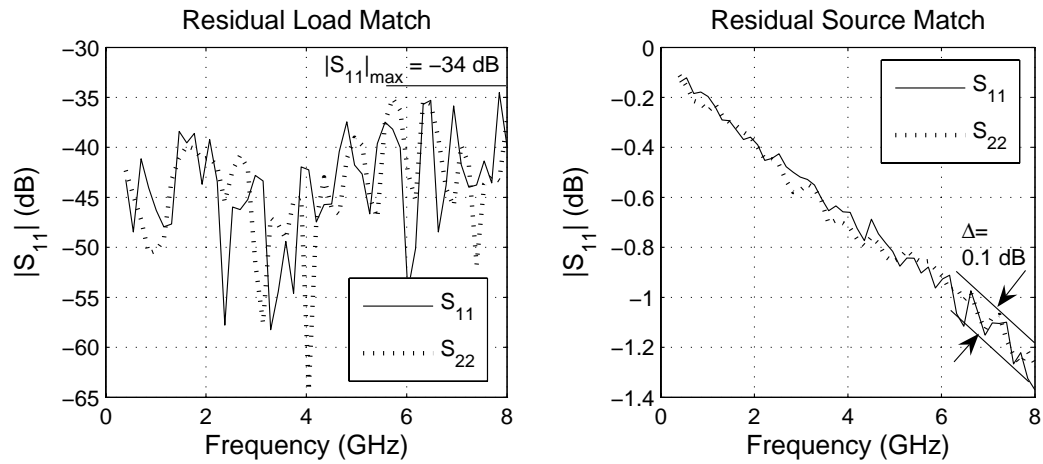 Residual Load Match
−30
−35
−40
−45
−50
−55
−60
−65
|S11| (dB)
|S11|max = −34 dB
S11
S22
0 2 4 6 8
Frequency (GHz)
Residual Source Match
0
−0.2
−0.4
−0.6
−0.8
−1
−1.2
−1.4
|S11| (dB)
S11
S22
Δ=
0.1 dB
0 2 4 6 8
Frequency (GHz)